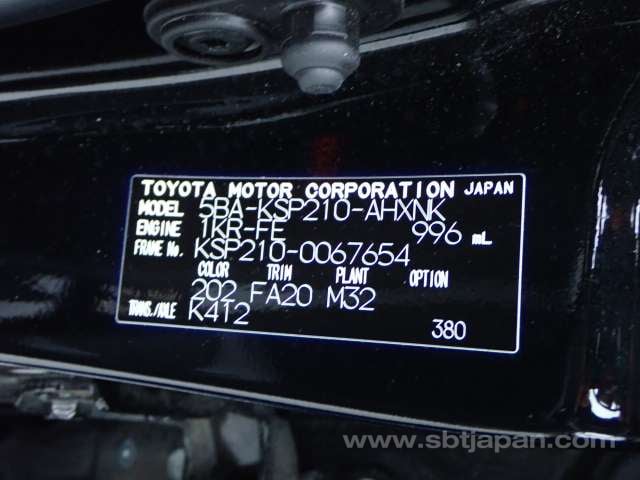 TOYOTA MOTOR CORPORATION JAPAN
MODEL 5BA-KSP210-AHXNK
ENGINE 1KR-FE 996 mL
FRAME No. KSP210-0067654
COLOR TRIM PLANT OPTION
202 FA20 M32
TRANS./AXLE K412
380
www.sbtjapan.com